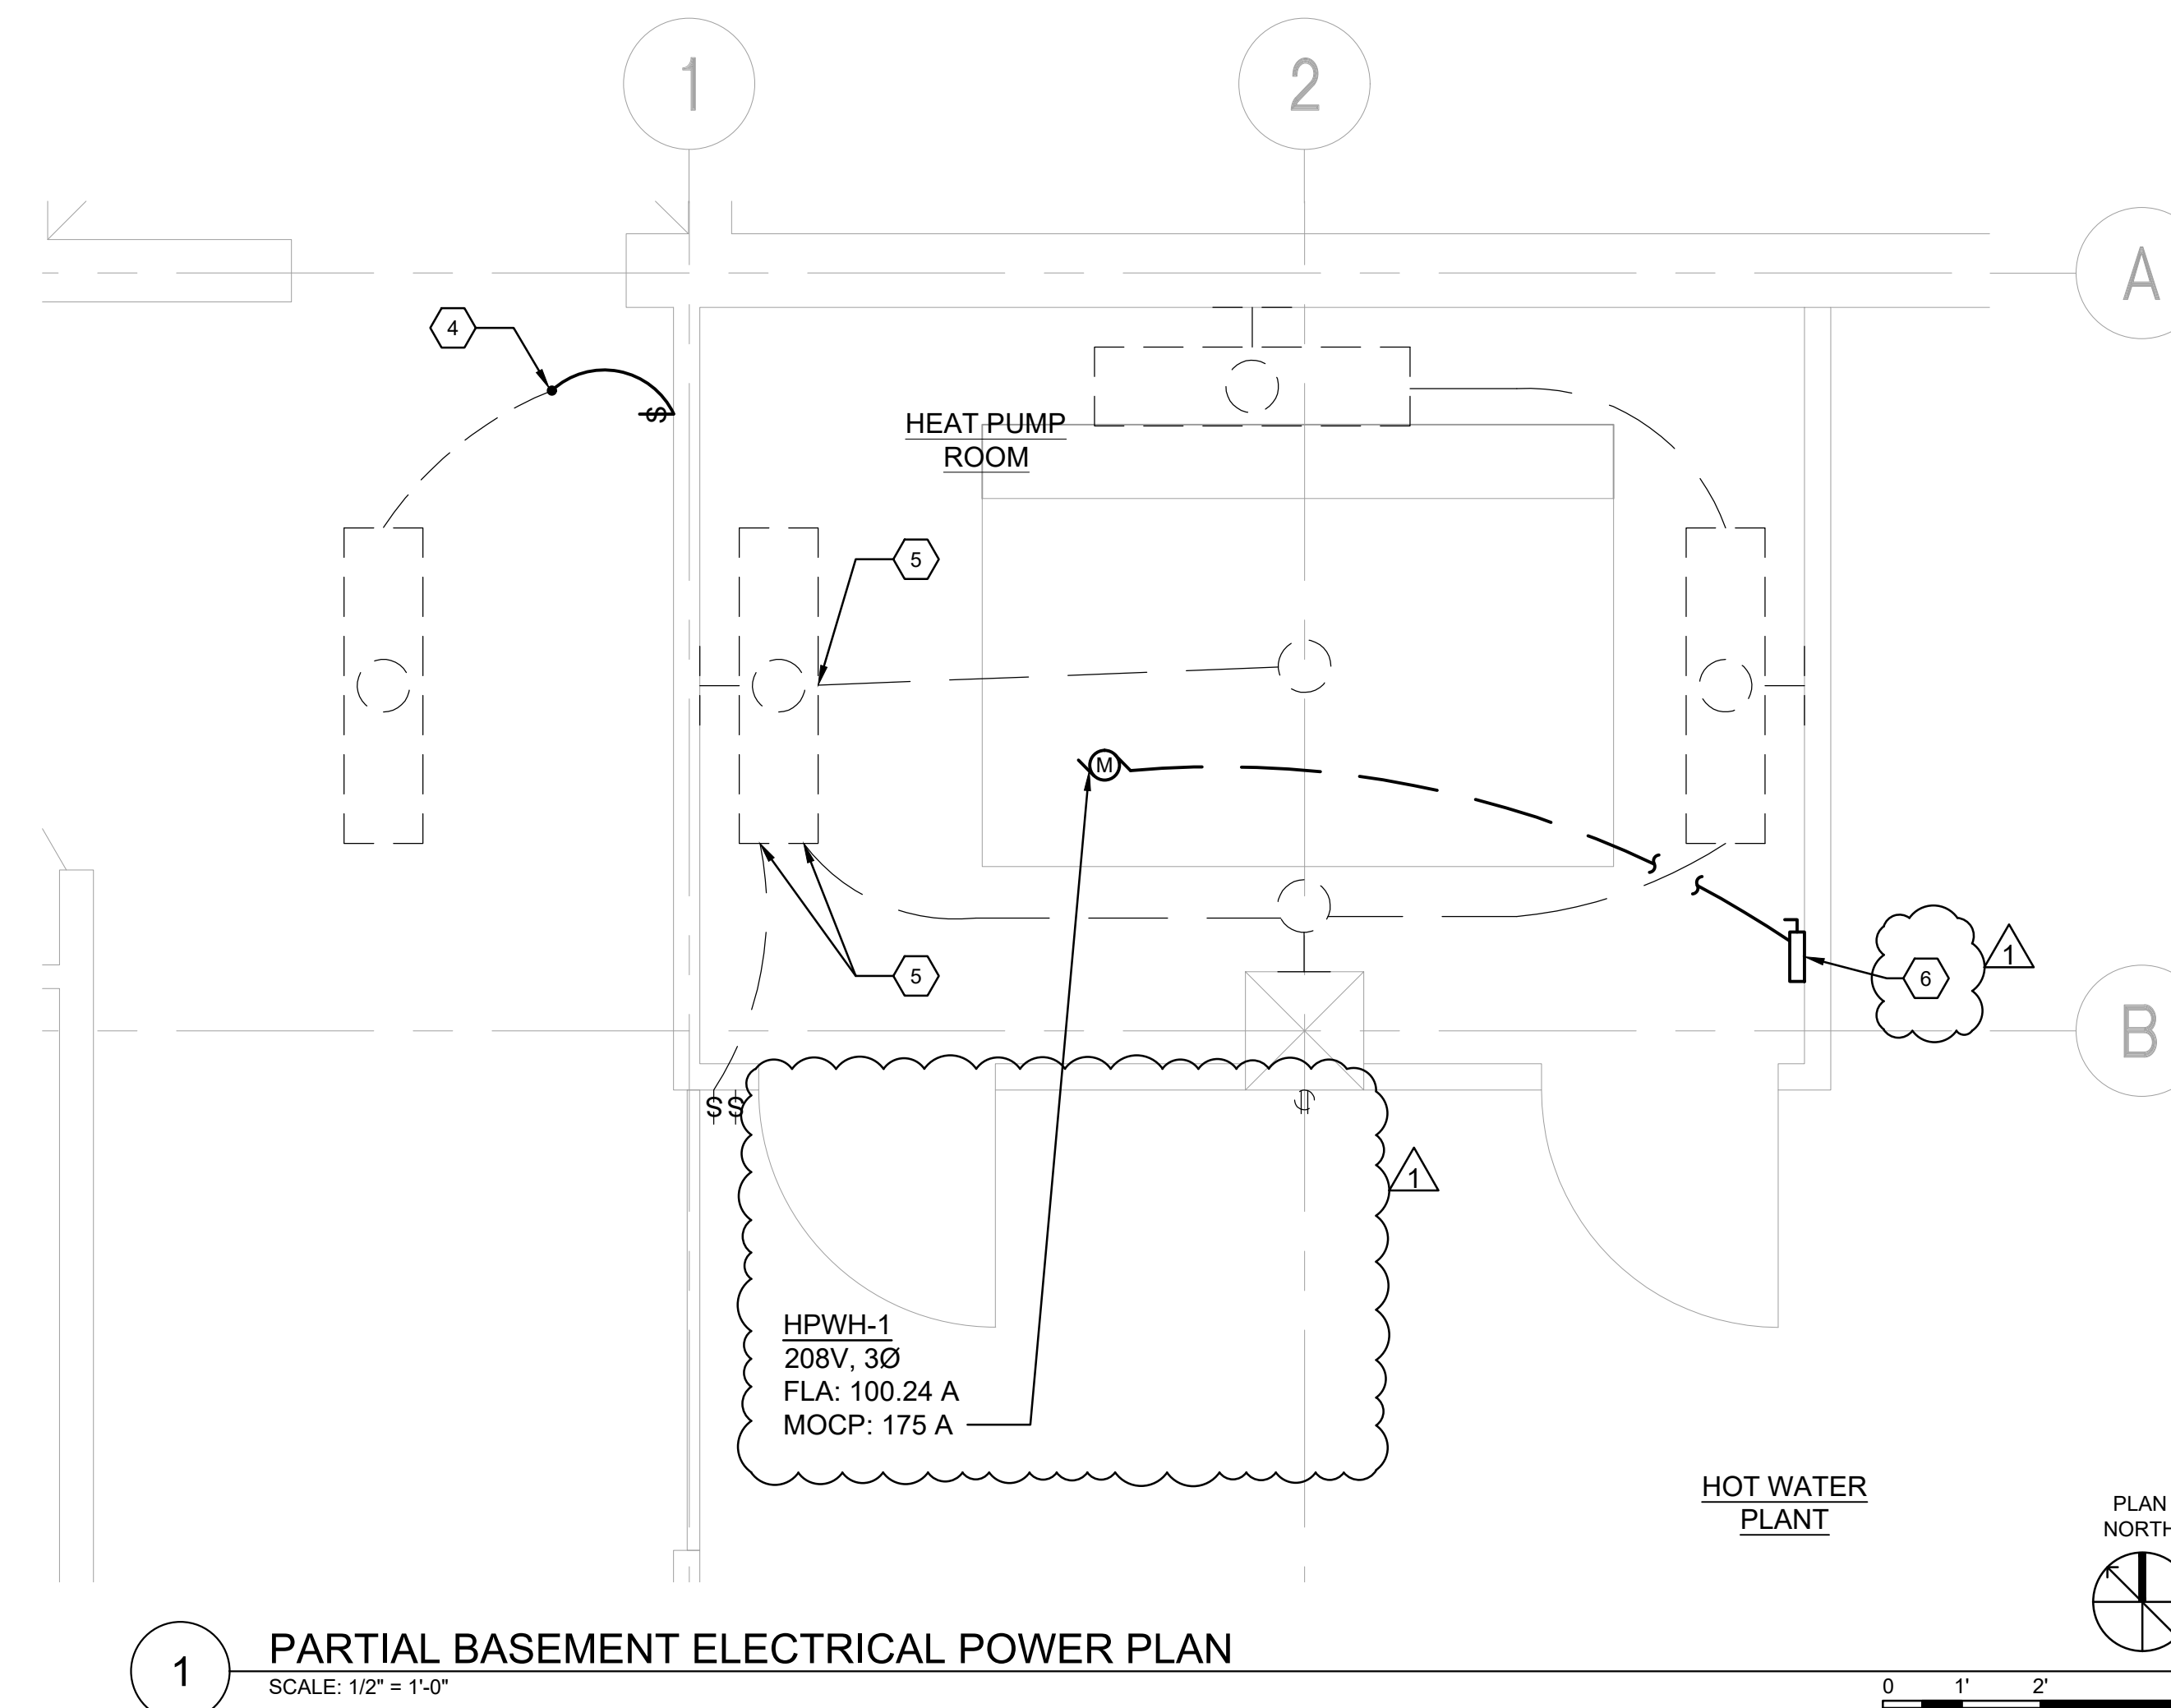 1
2
A
4
HEAT PUMP
ROOM
5
M
5
6
1
B
$
$$
1
HPWH-1
208V, 3Ø
FLA: 100.24 A
MOCP: 175 A
HOT WATER
PLANT
PLAN
NORTH
1
PARTIAL BASEMENT ELECTRICAL POWER PLAN
SCALE: 1/2" = 1'-0"
0 1' 2'